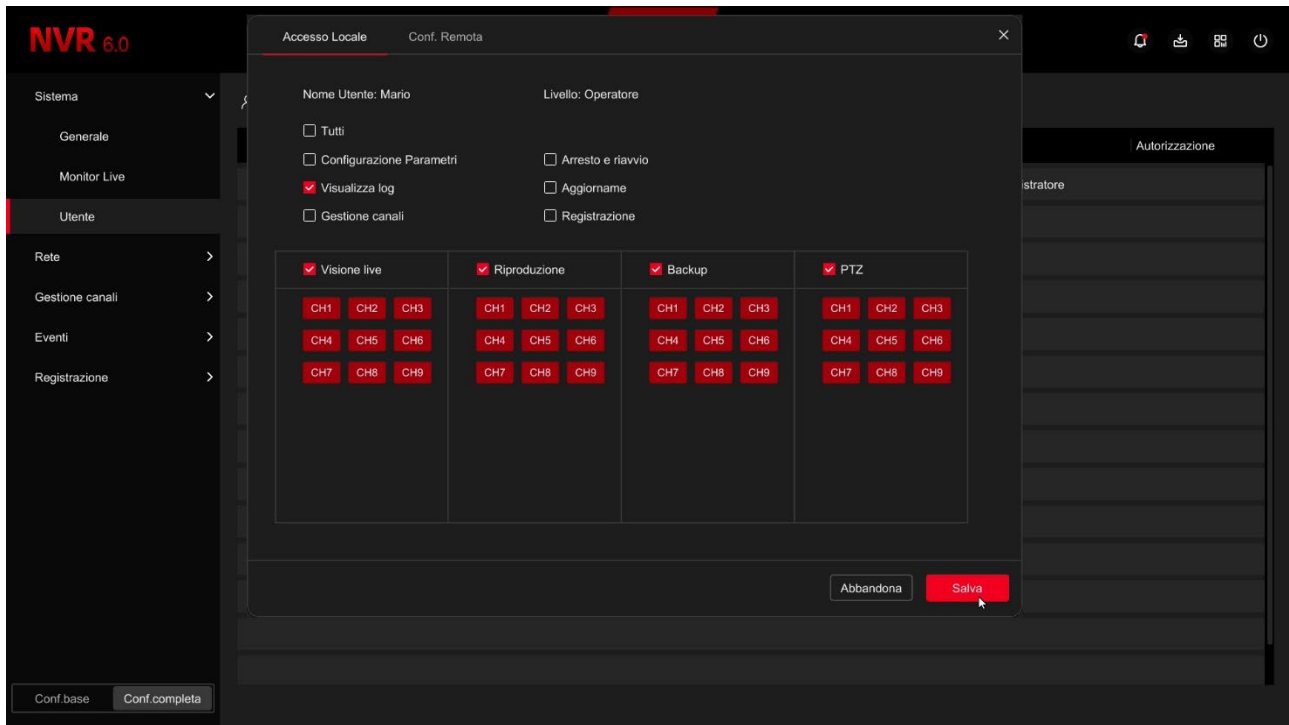 NVR 6.0
Accesso Locale Conf. Remota
Sistema
Generale
Monitor Live
Utente
Rete
Gestione canali
Eventi
Registrazione
Nome Utente: Mario Livello: Operatore
Tutti
Configurazione Parametri Arresto e riavvio
Visualizza log Aggiorname
Gestione canali Registrazione
Autorizzazione
istratore
Visione live Riproduzione Backup PTZ
CH1 CH2 CH3 CH1 CH2 CH3 CH1 CH2 CH3 CH1 CH2 CH3
CH4 CH5 CH6 CH4 CH5 CH6 CH4 CH5 CH6 CH4 CH5 CH6
CH7 CH8 CH9 CH7 CH8 CH9 CH7 CH8 CH9 CH7 CH8 CH9
Abbandona Salva
Conf.base Conf.completa